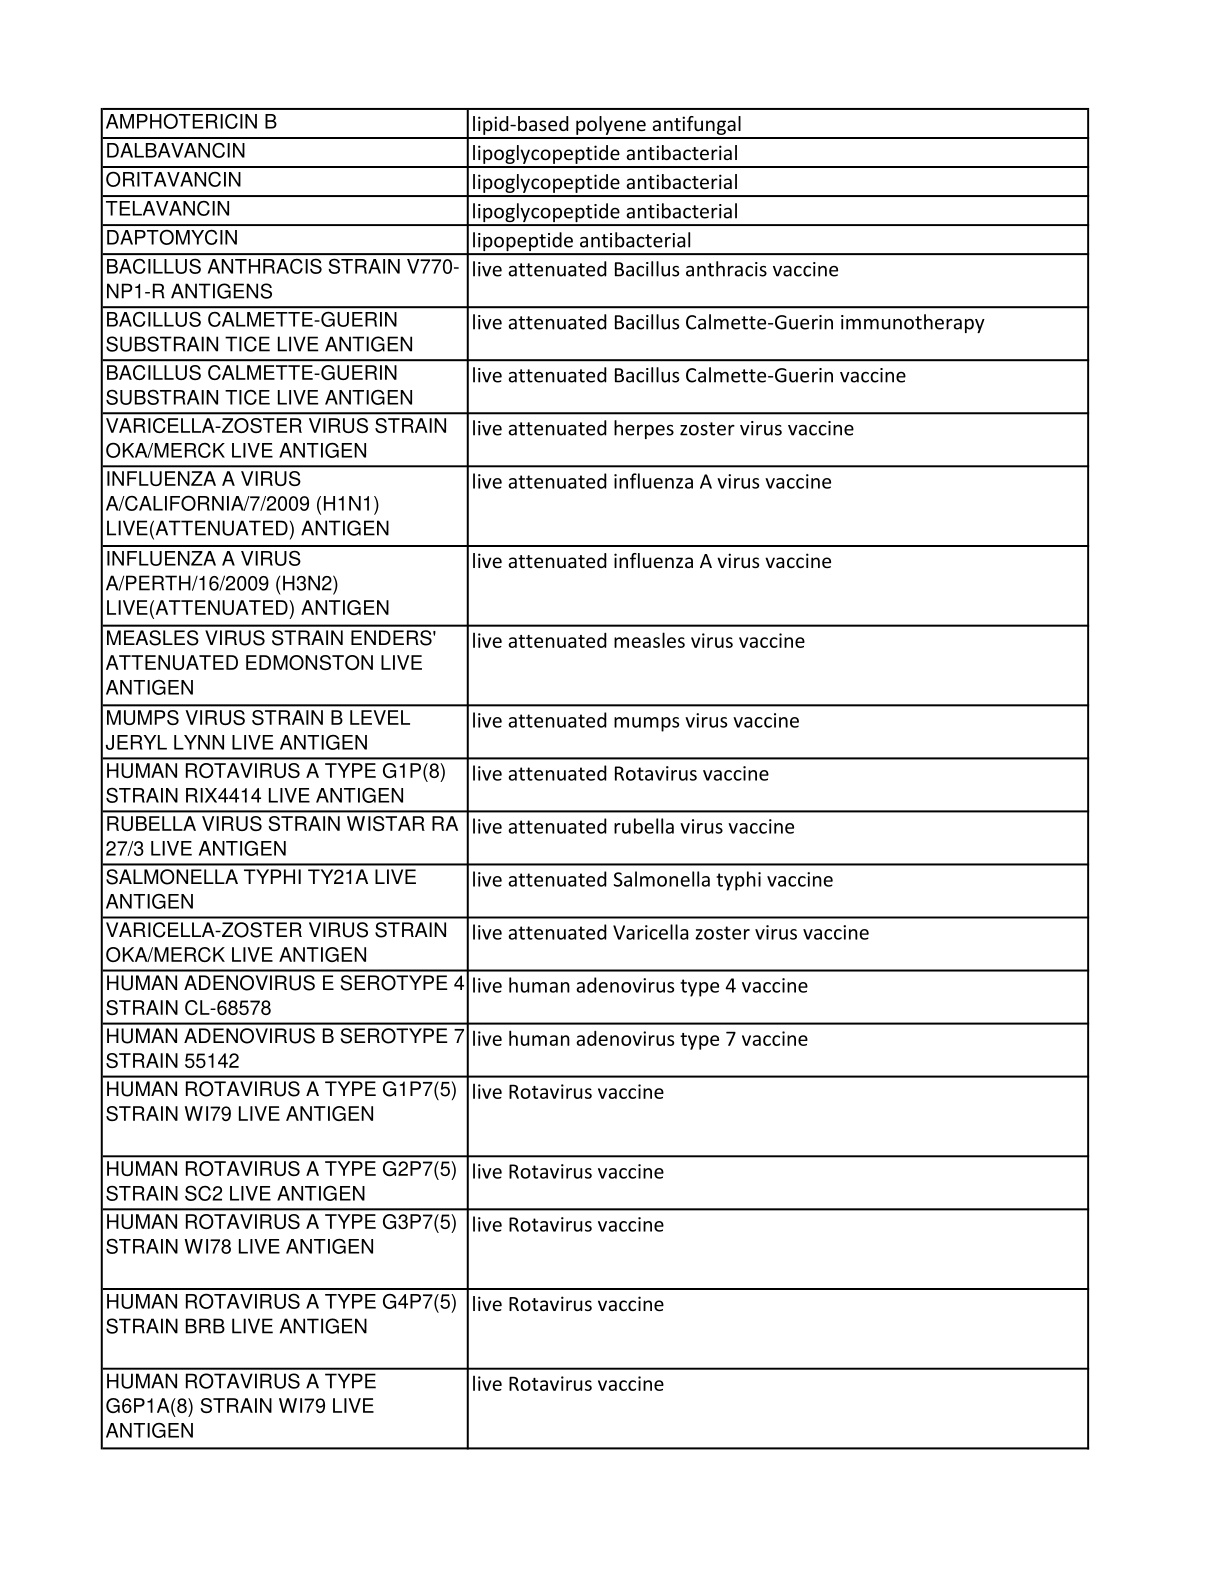 AMPHOTERICIN B lipid-based polyene antifungal
DALBAVANCIN lipoglycopeptide antibacterial
ORITAVANCIN lipoglycopeptide antibacterial
TELAVANCIN lipoglycopeptide antibacterial
DAPTOMYCIN lipopeptide antibacterial
BACILLUS ANTHRACIS STRAIN V770- live attenuated Bacillus anthracis vaccine
NP1-R ANTIGENS
BACILLUS CALMETTE-GUERIN live attenuated Bacillus Calmette-Guerin immunotherapy
SUBSTRAIN TICE LIVE ANTIGEN
BACILLUS CALMETTE-GUERIN live attenuated Bacillus Calmette-Guerin vaccine
SUBSTRAIN TICE LIVE ANTIGEN
VARICELLA-ZOSTER VIRUS STRAIN live attenuated herpes zoster virus vaccine
OKA/MERCK LIVE ANTIGEN
INFLUENZA A VIRUS live attenuated influenza A virus vaccine
A/CALIFORNIA/7/2009 (H1N1)
LIVE(ATTENUATED) ANTIGEN
INFLUENZA A VIRUS live attenuated influenza A virus vaccine
A/PERTH/16/2009 (H3N2)
LIVE(ATTENUATED) ANTIGEN
MEASLES VIRUS STRAIN ENDERS' live attenuated measles virus vaccine
ATTENUATED EDMONSTON LIVE
ANTIGEN
MUMPS VIRUS STRAIN B LEVEL live attenuated mumps virus vaccine
JERYL LYNN LIVE ANTIGEN
HUMAN ROTAVIRUS A TYPE G1P(8) live attenuated Rotavirus vaccine
STRAIN RIX4414 LIVE ANTIGEN
RUBELLA VIRUS STRAIN WISTAR RA live attenuated rubella virus vaccine
27/3 LIVE ANTIGEN
SALMONELLA TYPHI TY21A LIVE live attenuated Salmonella typhi vaccine
ANTIGEN
VARICELLA-ZOSTER VIRUS STRAIN live attenuated Varicella zoster virus vaccine
OKA/MERCK LIVE ANTIGEN
HUMAN ADENOVIRUS E SEROTYPE 4 live human adenovirus type 4 vaccine
STRAIN CL-68578
HUMAN ADENOVIRUS B SEROTYPE 7 live human adenovirus type 7 vaccine
STRAIN 55142
HUMAN ROTAVIRUS A TYPE G1P7(5) live Rotavirus vaccine
STRAIN WI79 LIVE ANTIGEN
HUMAN ROTAVIRUS A TYPE G2P7(5) live Rotavirus vaccine
STRAIN SC2 LIVE ANTIGEN
HUMAN ROTAVIRUS A TYPE G3P7(5) live Rotavirus vaccine
STRAIN WI78 LIVE ANTIGEN
HUMAN ROTAVIRUS A TYPE G4P7(5) live Rotavirus vaccine
STRAIN BRB LIVE ANTIGEN
HUMAN ROTAVIRUS A TYPE live Rotavirus vaccine
G6P1A(8) STRAIN WI79 LIVE
ANTIGEN